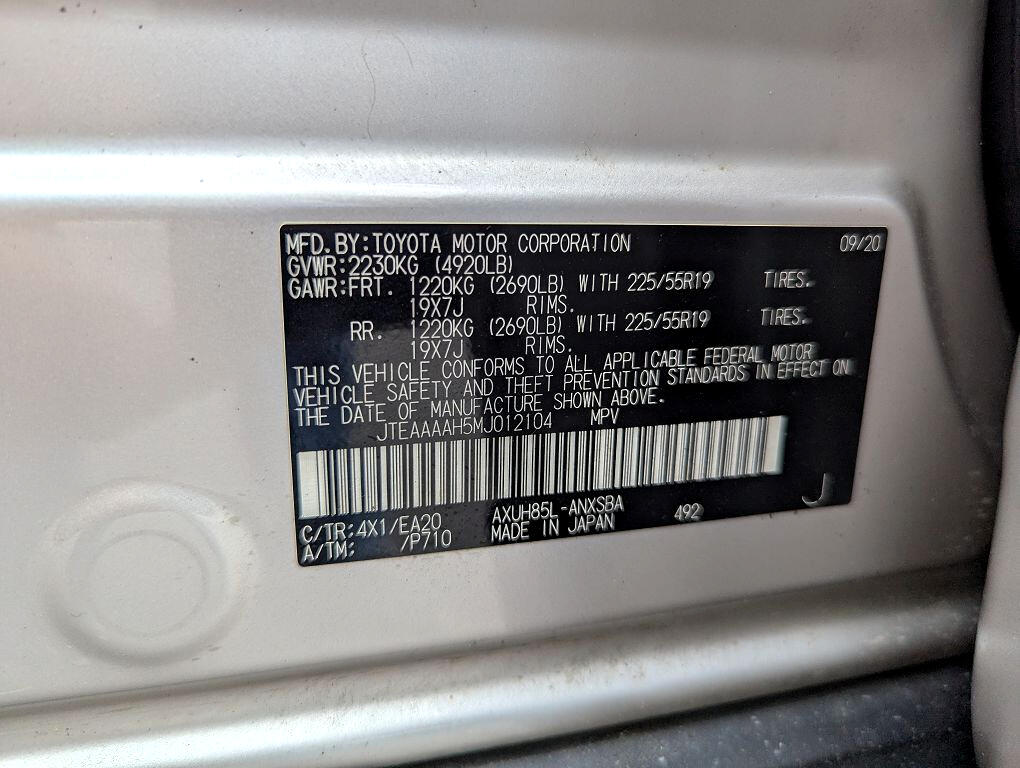 MFD.BY:TOYOTA MOTOR CORPORATION 09/20
GVWR:2230KG (4920LB)
GAWR:FRT. 1220KG (2690LB) WITH 225/55R19 TIRES.
19X7J RIMS.
RR. 1220KG (2690LB) WITH 225/55R19 TIRES.
19X7J RIMS.
THIS VEHICLE CONFORMS TO ALL APPLICABLE FEDERAL MOTOR
VEHICLE SAFETY AND THEFT PREVENTION STANDARDS IN EFFECT ON
THE DATE OF MANUFACTURE SHOWN ABOVE.
JTEAAAAH5MJ012104 MPV
C/TR:4X1/EA20 AXUH85L-ANXSBA 492 J
A/TM: /P710 MADE IN JAPAN